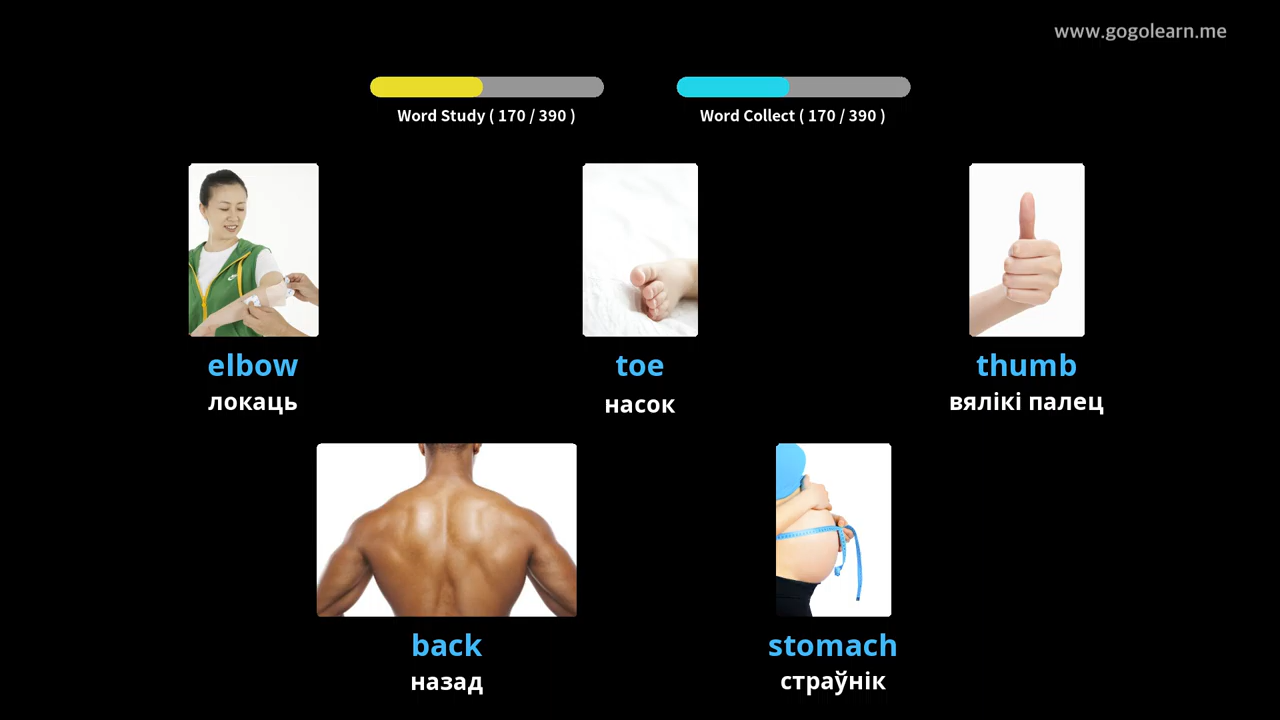 www.gogolearn.me
Word Study ( 170 / 390 )
Word Collect ( 170 / 390 )
elbow
локаць
toe
насок
thumb
вялікі палец
back
назад
stomach
страўнік